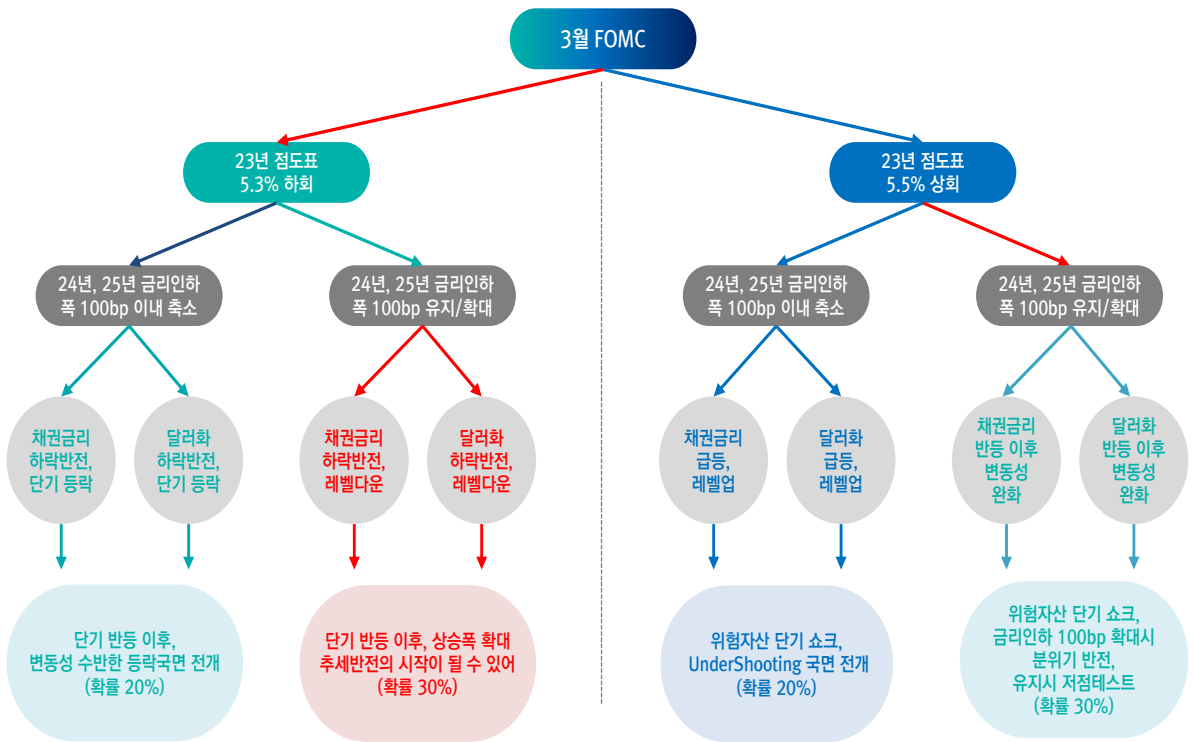 3월 FOMC
23년 점도표
5.3% 하회
23년 점도표
5.5% 상회
24년, 25년 금리인하
폭 100bp 이내 축소
24년, 25년 금리인하
폭 100bp 유지/확대
24년, 25년 금리인하
폭 100bp 이내 축소
24년, 25년 금리인하
폭 100bp 유지/확대
채권금리
하락반전,
단기 등락
달러화
하락반전,
단기 등락
채권금리
하락반전,
레벨다운
달러화
하락반전,
레벨다운
채권금리
급등,
레벨업
달러화
급등,
레벨업
채권금리
반등 이후
변동성
완화
달러화
반등 이후
변동성
완화
단기 반등 이후,
변동성 수반한 등락국면 전개
(확률 20%)
단기 반등 이후, 상승폭 확대
추세반전의 시작이 될 수 있어
(확률 30%)
위험자산 단기 쇼크,
UnderShooting 국면 전개
(확률 20%)
위험자산 단기 쇼크,
금리인하 100bp 확대시
분위기 반전,
유지시 저점테스트
(확률 30%)